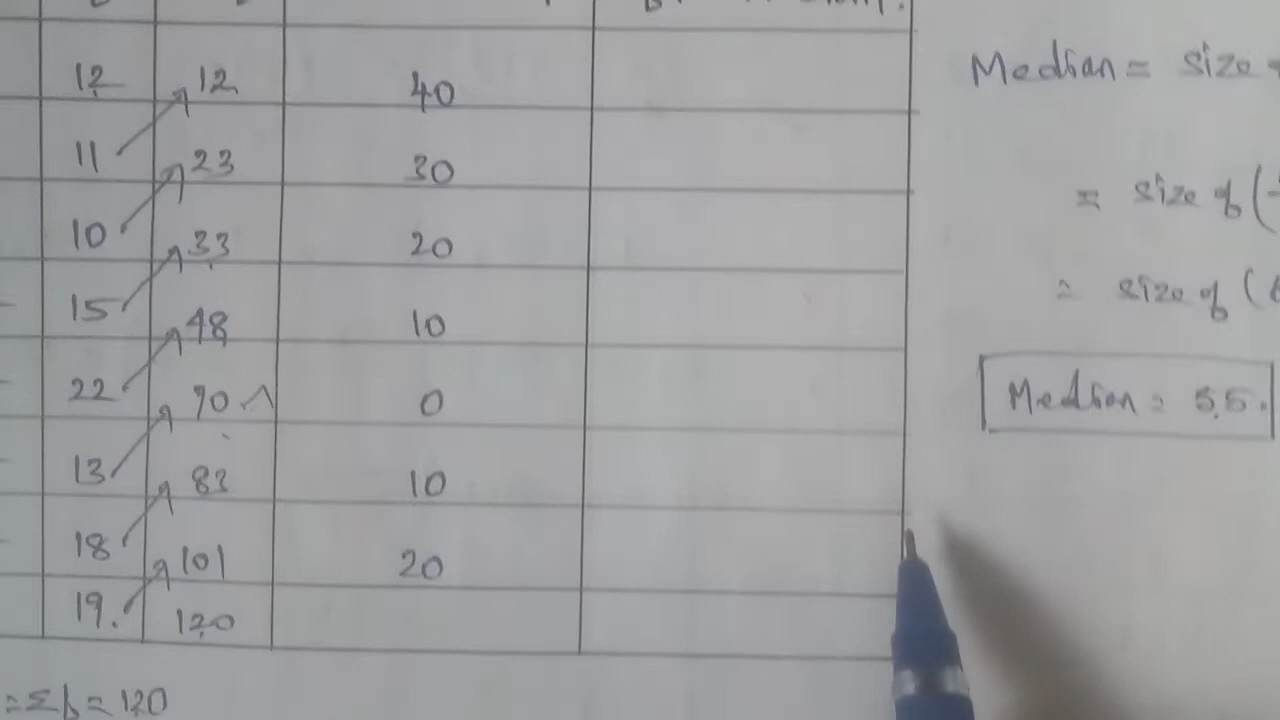 12 12 40
11 23 30
10 33 20
15 48 10
22 70 0
13 83 10
18 101 20
19. 120
= Σf = 120
Median = size
= size of (
= size of (
Median = 55.